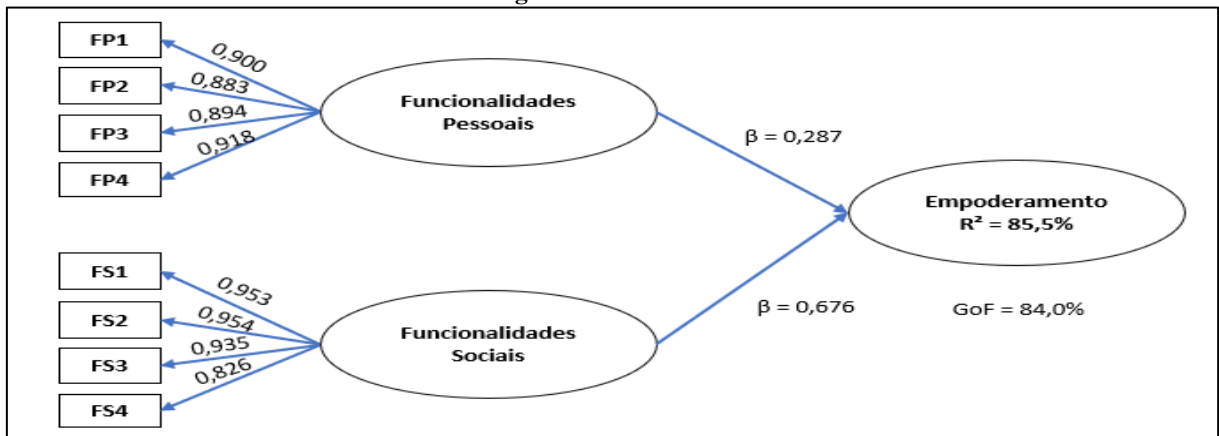 FP1
0,900
FP2
0,883
FP3
0,894
FP4
0,918
Funcionalidades
Pessoais
β = 0,287
Empoderamento
R² = 85,5%
FS1
0,953
FS2
0,954
FS3
0,935
FS4
0,826
Funcionalidades
Sociais
β = 0,676
GoF = 84,0%